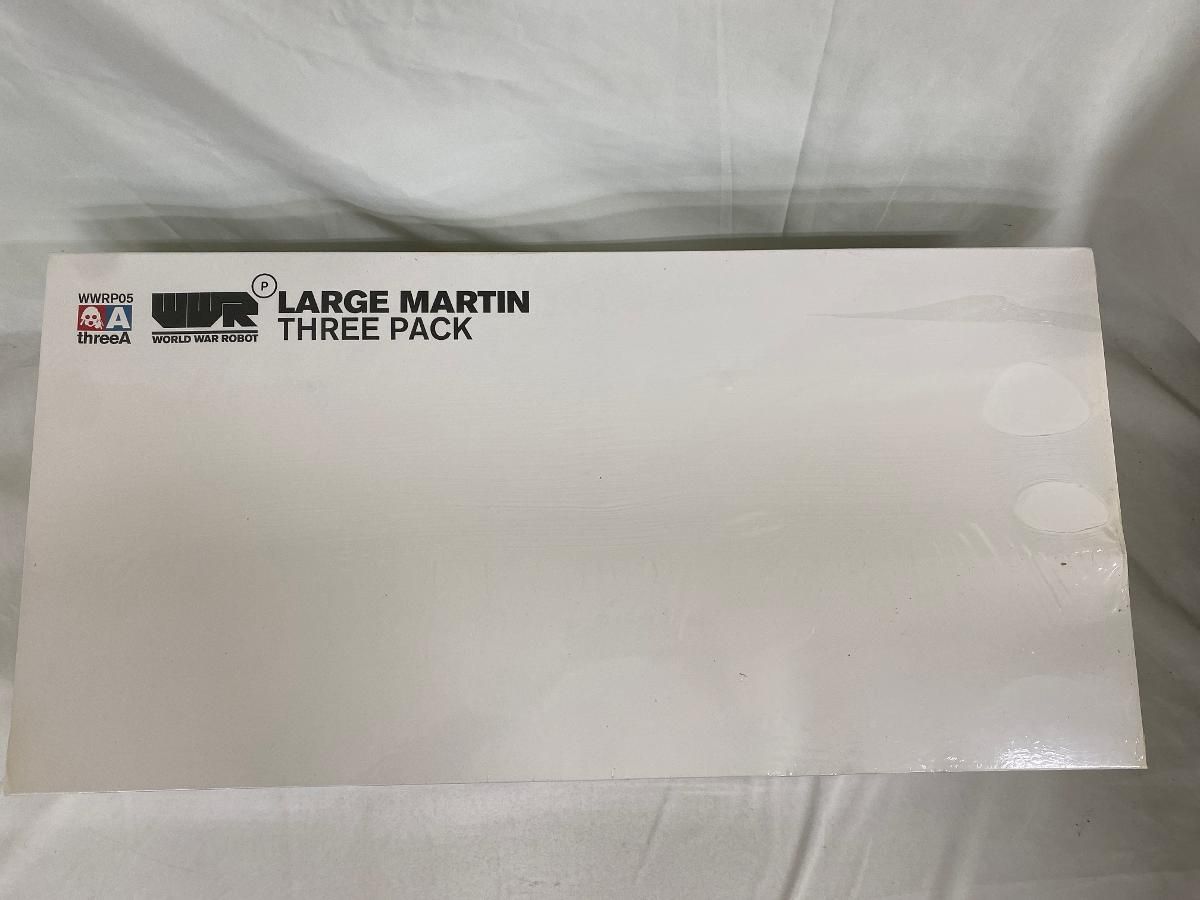 WWRP05
A
threeA
WWR
P
WORLD WAR ROBOT
LARGE MARTIN
THREE PACK